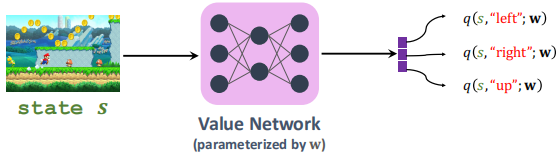 q(s,“left”; w)
q(s,“right”; w)
q(s,“up”; w)
state s
Value Network
(parameterized by w)